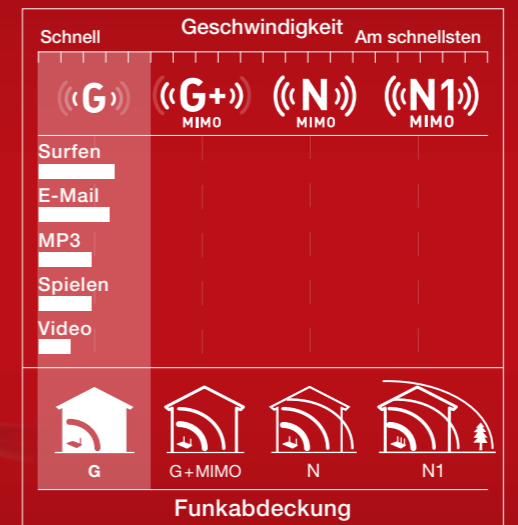 Geschwindigkeit
Schnell Am schnellsten
G G+ N N1
MIMO MIMO MIMO
Surfen
E-Mail
MP3
Spielen
Video
G G+MIMO N N1
Funkabdeckung